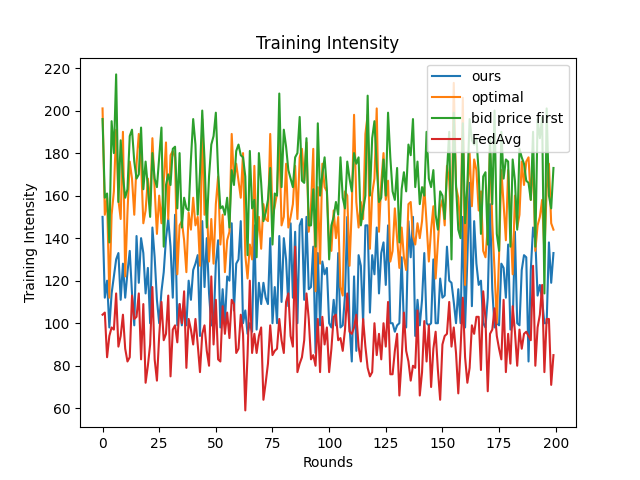 Training Intensity
220
200
180
160
140
120
100
80
60
Training Intensity
ours
optimal
bid price first
FedAvg
0
25
50
75
100
125
150
175
200
Rounds